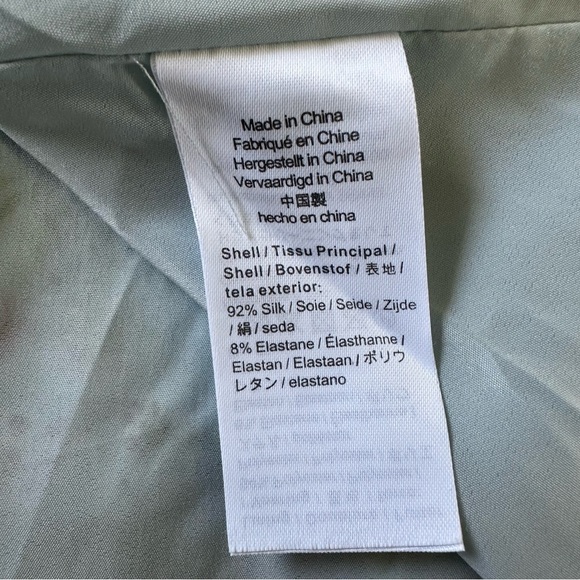 Made in China
Fabriqué en Chine
Hergestellt in China
Vervaardigd in China
中国製
hecho en china
Shell / Tissu Principal /
Shell / Bovenstof / 表地 /
tela exterior:
92% Silk / Soie / Seide / Zijde
/ 絹 / seda
8% Elastane / Élasthanne /
Elastan / Elastaan / ポリウ
レタン / elastano